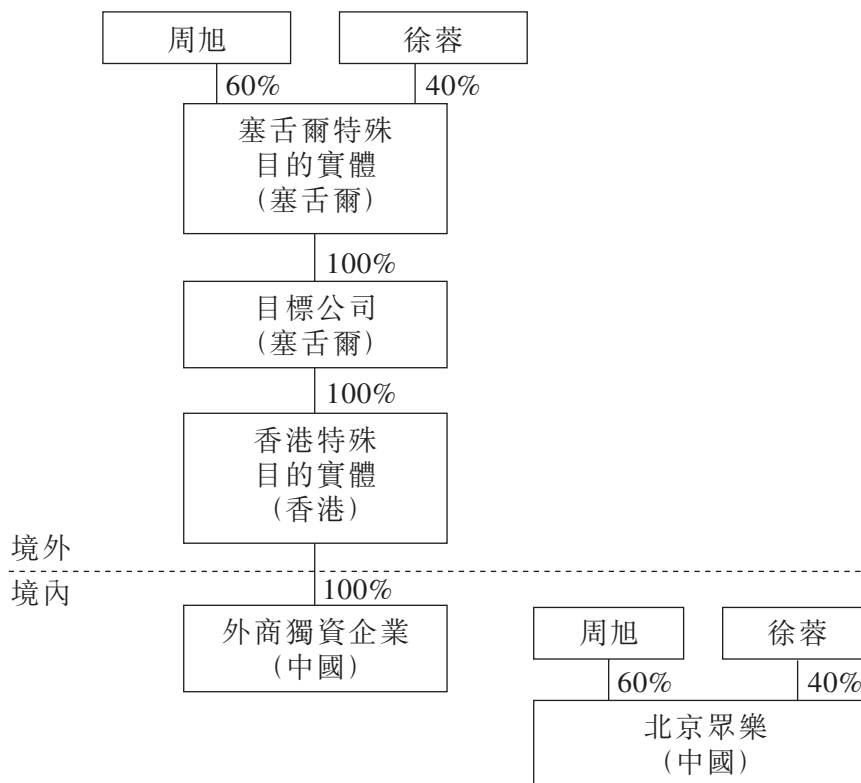 周旭
徐蓉
60%
40%
塞舌爾特殊
目的實體
(塞舌爾)
100%
目標公司
(塞舌爾)
100%
香港特殊
目的實體
(香港)
境外
境內
100%
外商獨資企業
(中國)
周旭
徐蓉
60%
40%
北京眾樂
(中國)